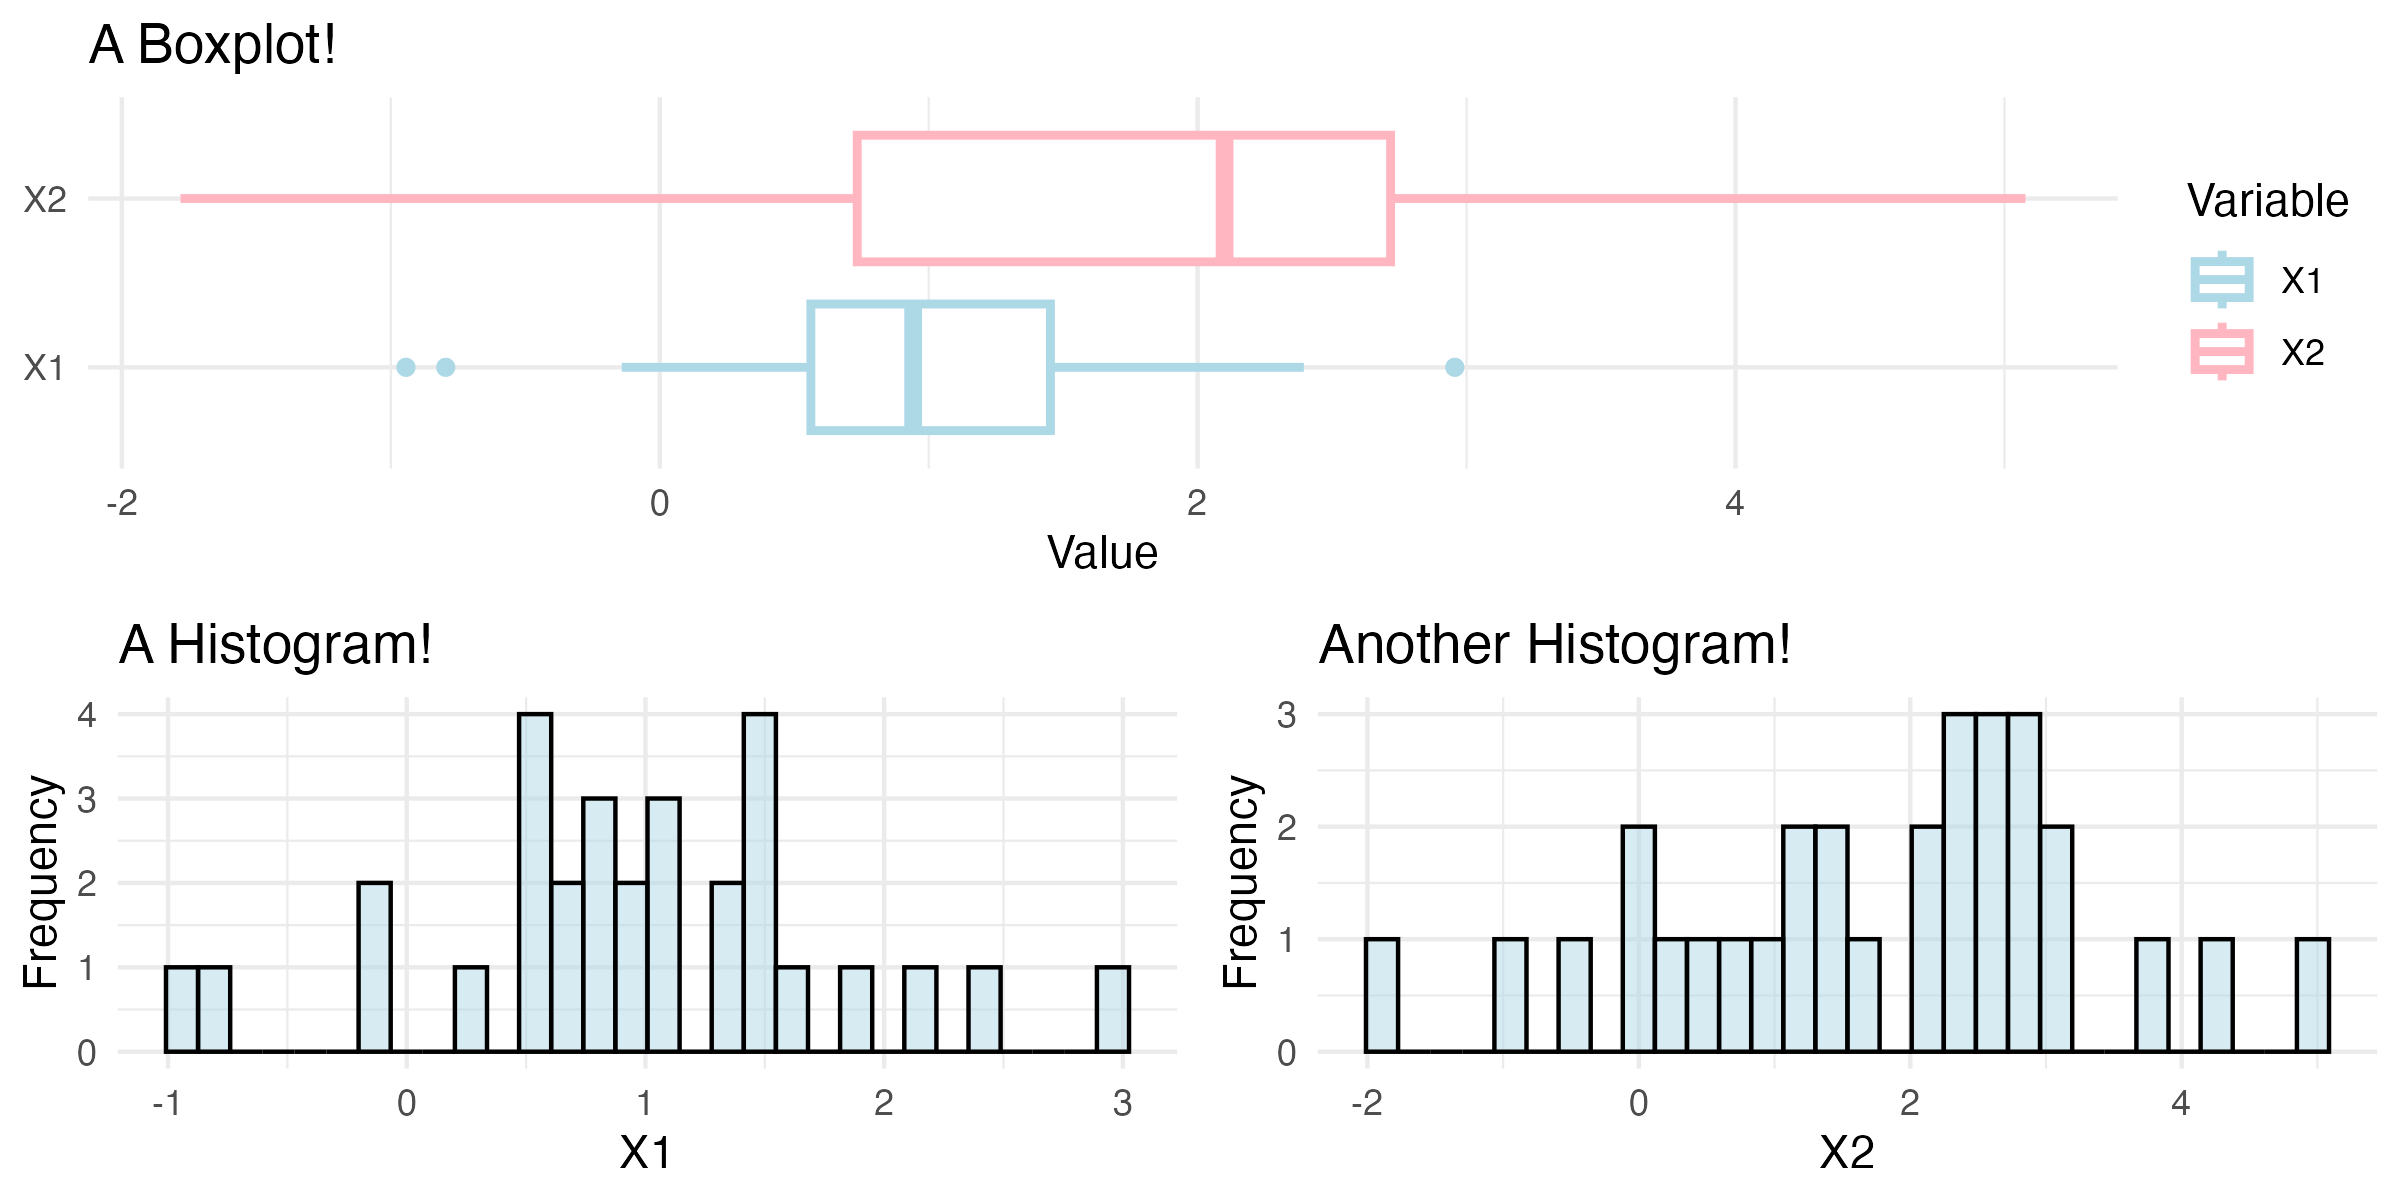 A Boxplot!
X2
X1
-2 0 2 4
Value
Variable
X1
X2
A Histogram!
Frequency
4
3
2
1
0
-1 0 1 2 3
X1
Another Histogram!
Frequency
3
2
1
0
-2 0 2 4
X2